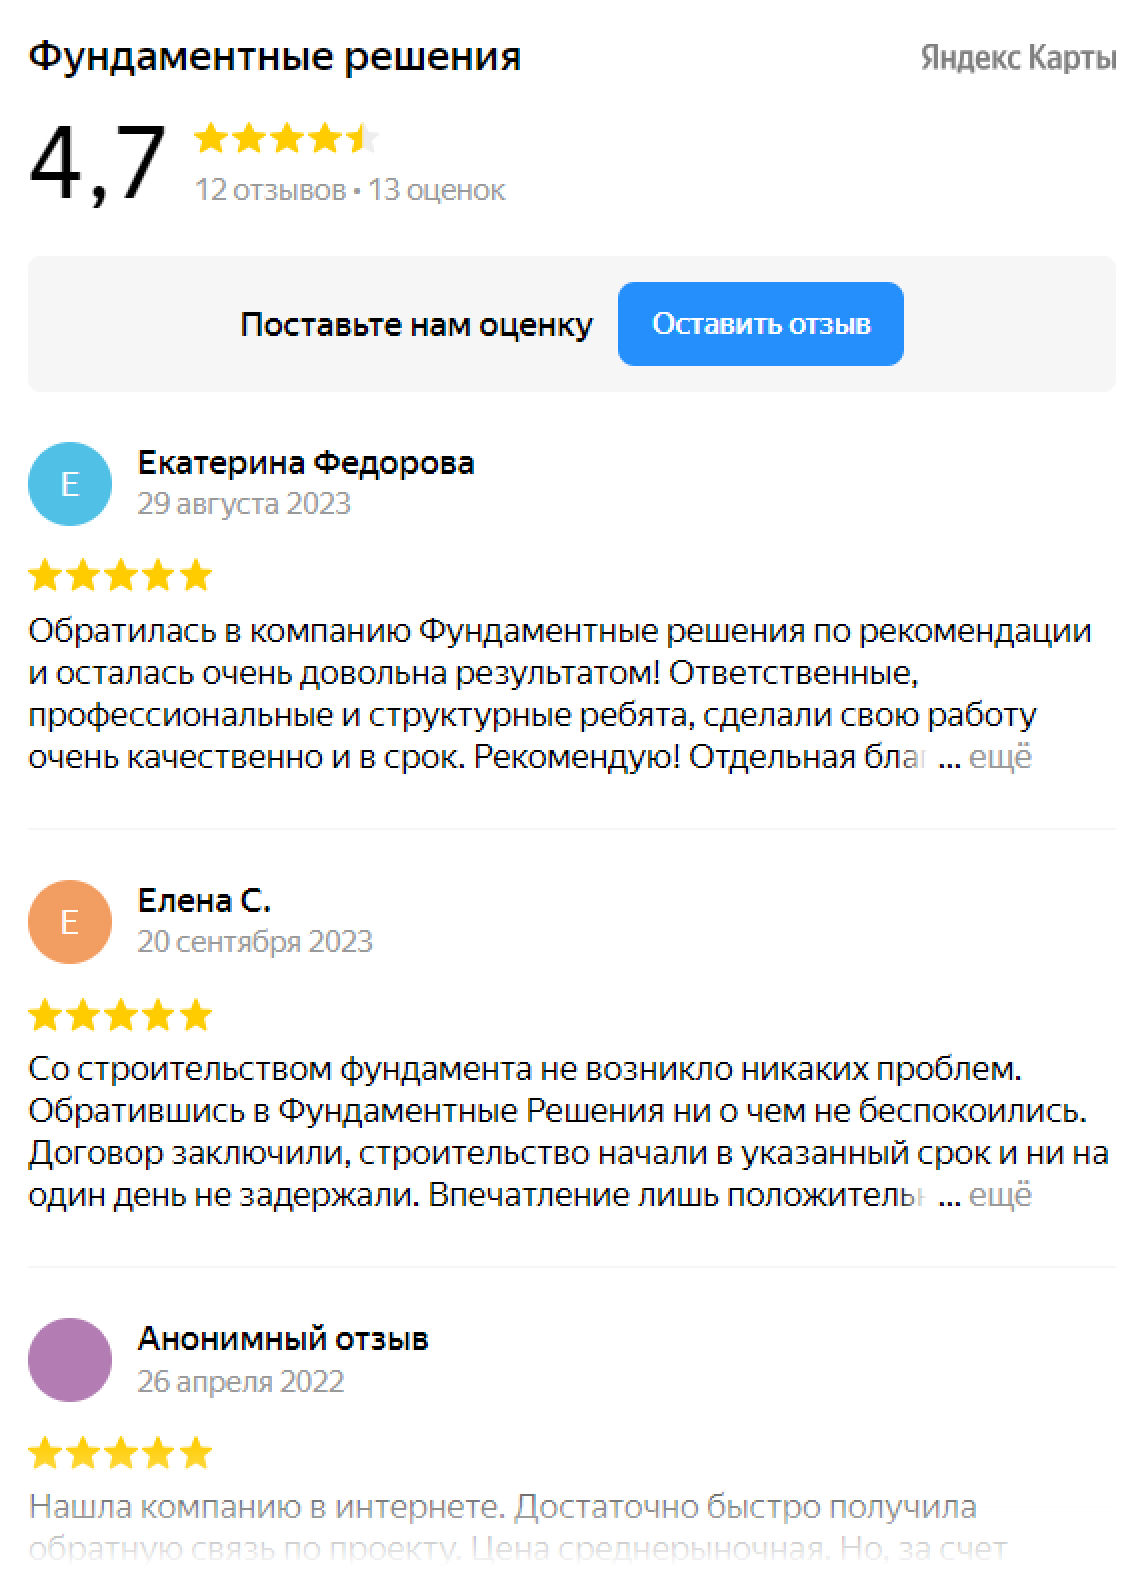 Фундаментные решения
Яндекс Карты
4,7
12 отзывов • 13 оценок
Поставьте нам оценку
Оставить отзыв
Е
Екатерина Федорова
29 августа 2023
Обратилась в компанию Фундаментные решения по рекомендации
и осталась очень довольна результатом! Ответственные,
профессиональные и структурные ребята, сделали свою работу
очень качественно и в срок. Рекомендую! Отдельная ... ещё
Е
Елена С.
20 сентября 2023
Со строительством фундамента не возникло никаких проблем.
Обратившись в Фундаментные Решения ни о чем не беспокоились.
Договор заключили, строительство начали в указанный срок и ни на
один день не задержали. Впечатление лишь ... ещё
Анонимный отзыв
26 апреля 2022
Нашла компанию в интернете. Достаточно быстро получила
обратную связь по проекту. Цена среднерыночная. Но, за счет